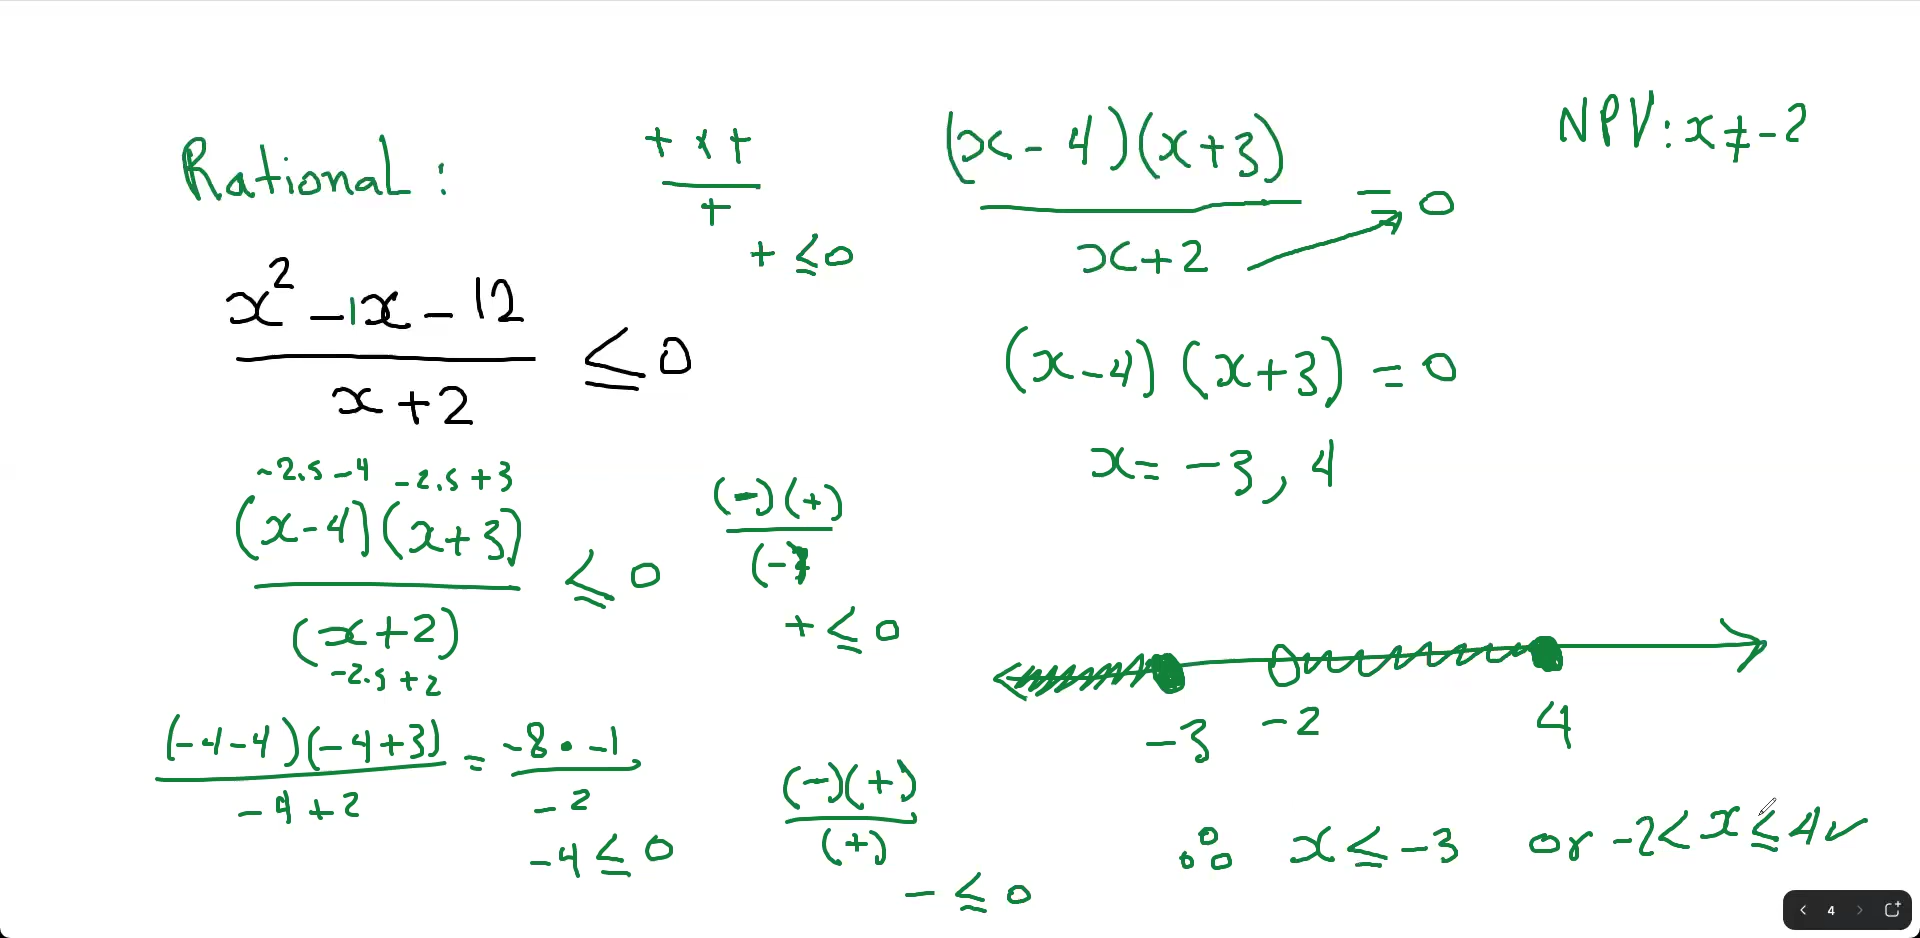 Rational:
x² - 1x - 12
x + 2
≤ 0
-2.5 - 4 -2.5 + 3
(x - 4)(x + 3)
(x + 2)
≤ 0
-2.5 + 2
(-4 - 4)(-4 + 3)
-4 + 2
=
-8 · -1
-2
-4 ≤ 0
+ × +
+
+ ≤ 0
(-)(+)
(-)
+ ≤ 0
(-)(+)
(+)
- ≤ 0
(x - 4)(x + 3)
x + 2
= 0
NPV: x ≠ -2
(x - 4)(x + 3) = 0
x = -3, 4
-3 -2 4
∴ x ≤ -3 or -2 < x ≤ 4 ✓
4